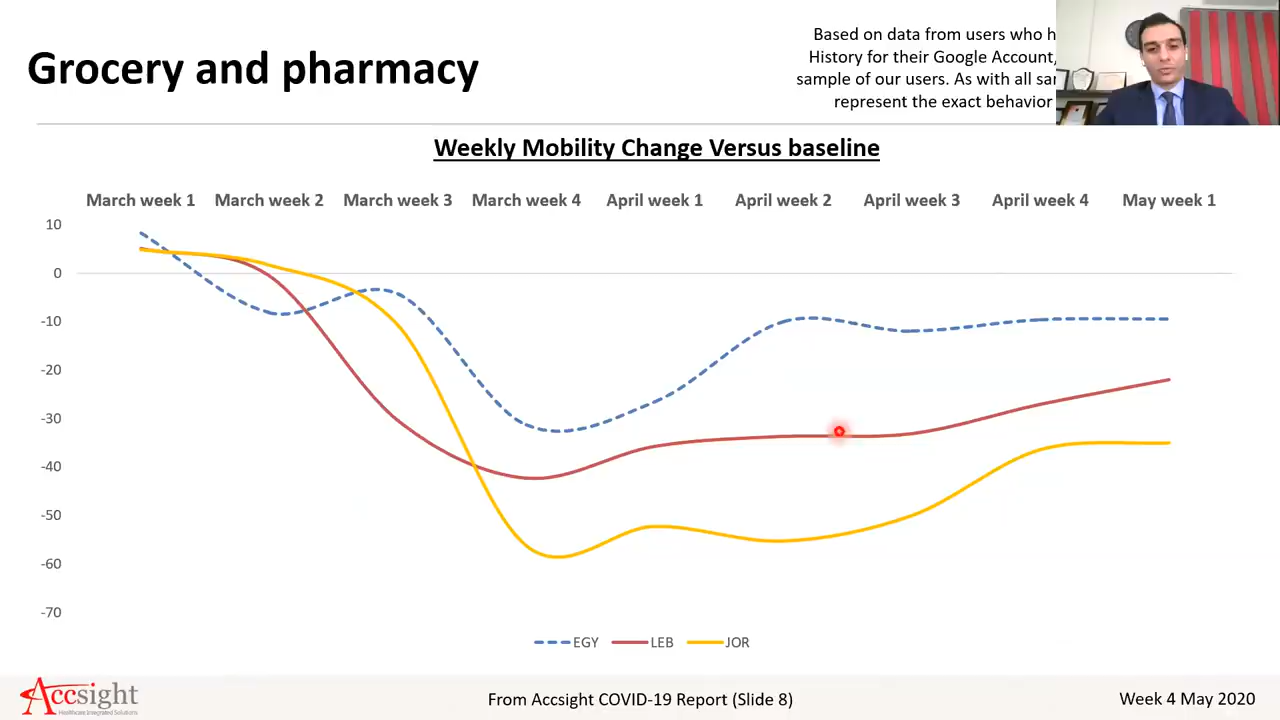 Grocery and pharmacy
Based on data from users who h
History for their Google Account,
sample of our users. As with all sa
represent the exact behavior
Weekly Mobility Change Versus baseline
March week 1 March week 2 March week 3 March week 4 April week 1 April week 2 April week 3 April week 4 May week 1
10
0
-10
-20
-30
-40
-50
-60
-70
EGY LEB JOR
Accsight
Healthcare Integrated Solutions
From Accsight COVID-19 Report (Slide 8)
Week 4 May 2020